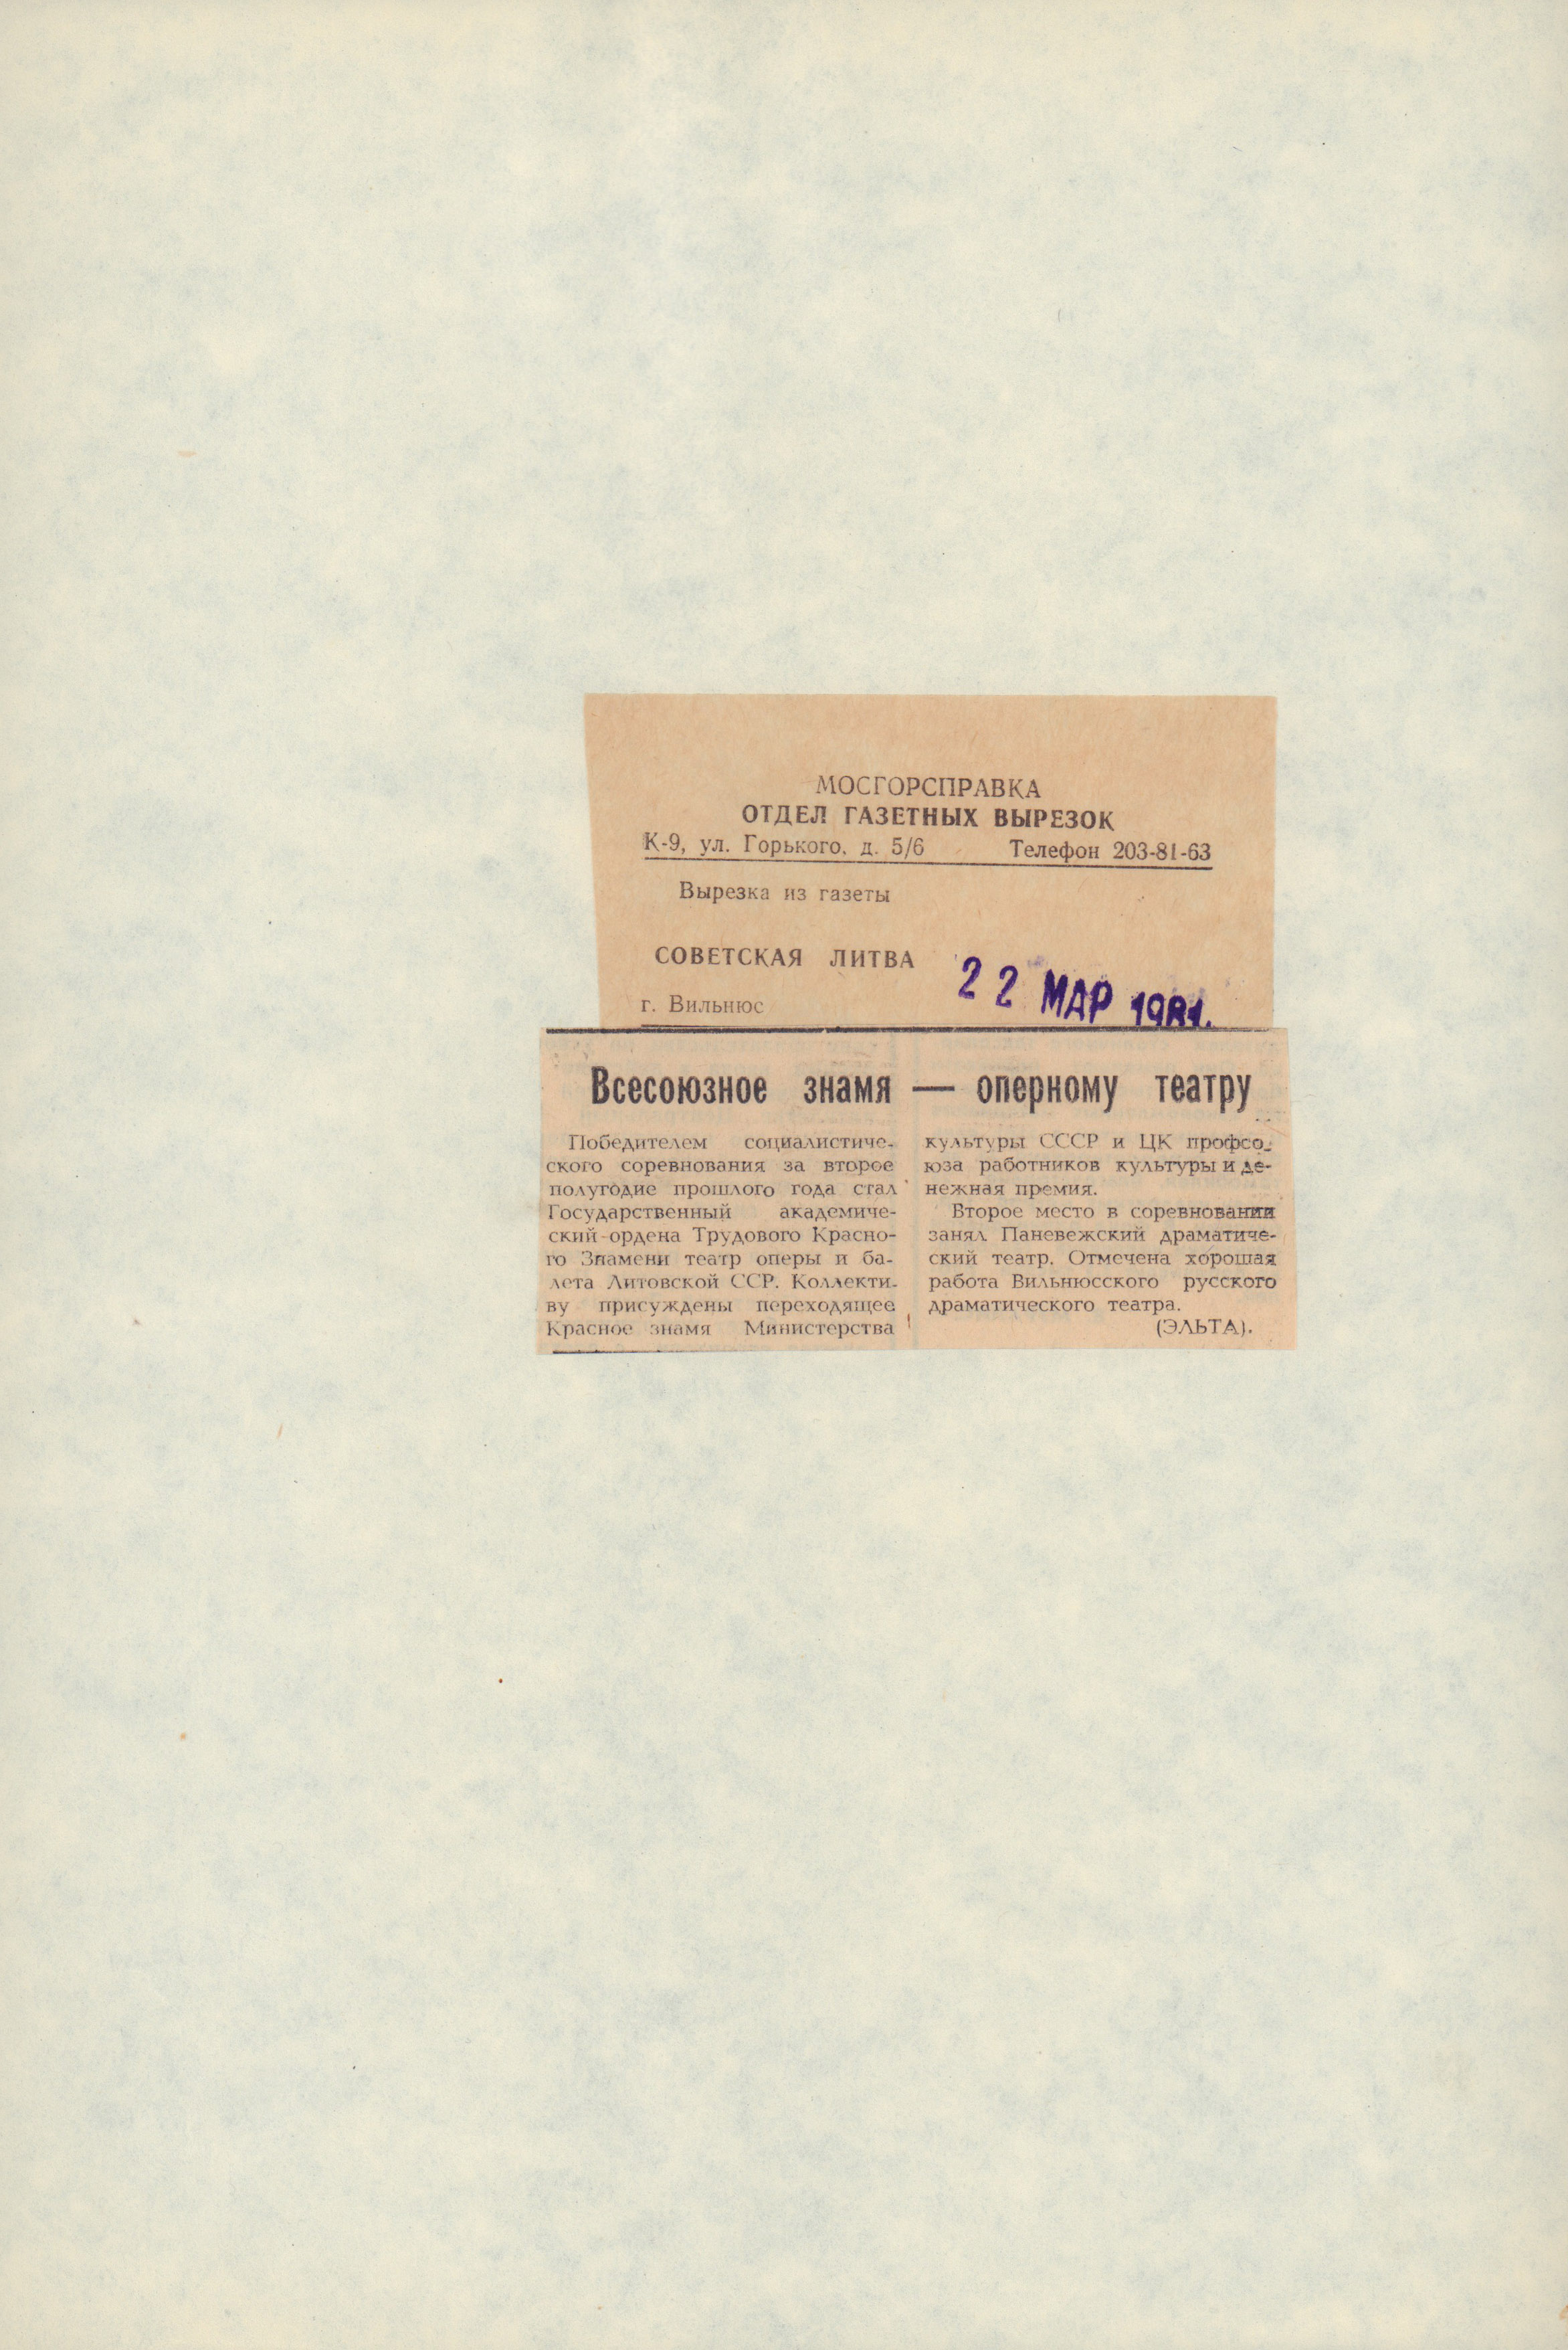 МОСГОРСПРАВКА
ОТДЕЛ ГАЗЕТНЫХ ВЫРЕЗОК
К-9, ул. Горького, д. 5/6 Телефон 203-81-63
Вырезка из газеты
СОВЕТСКАЯ ЛИТВА
22 МАР 1981.
г. Вильнюс
Всесоюзное знамя — оперному театру
Победителем социалистиче-
ского соревнования за второе
полугодие прошлого года стал
Государственный академиче-
ский ордена Трудового Красно-
го Знамени театр оперы и ба-
лета Литовской ССР. Коллекти-
ву присуждены переходящее
Красное знамя Министерства
культуры СССР и ЦК профсо-
юза работников культуры и де-
нежная премия.
Второе место в соревновании
занял Паневежский драматиче-
ский театр. Отмечена хорошая
работа Вильнюсского русского
драматического театра.
(ЭЛЬТА).